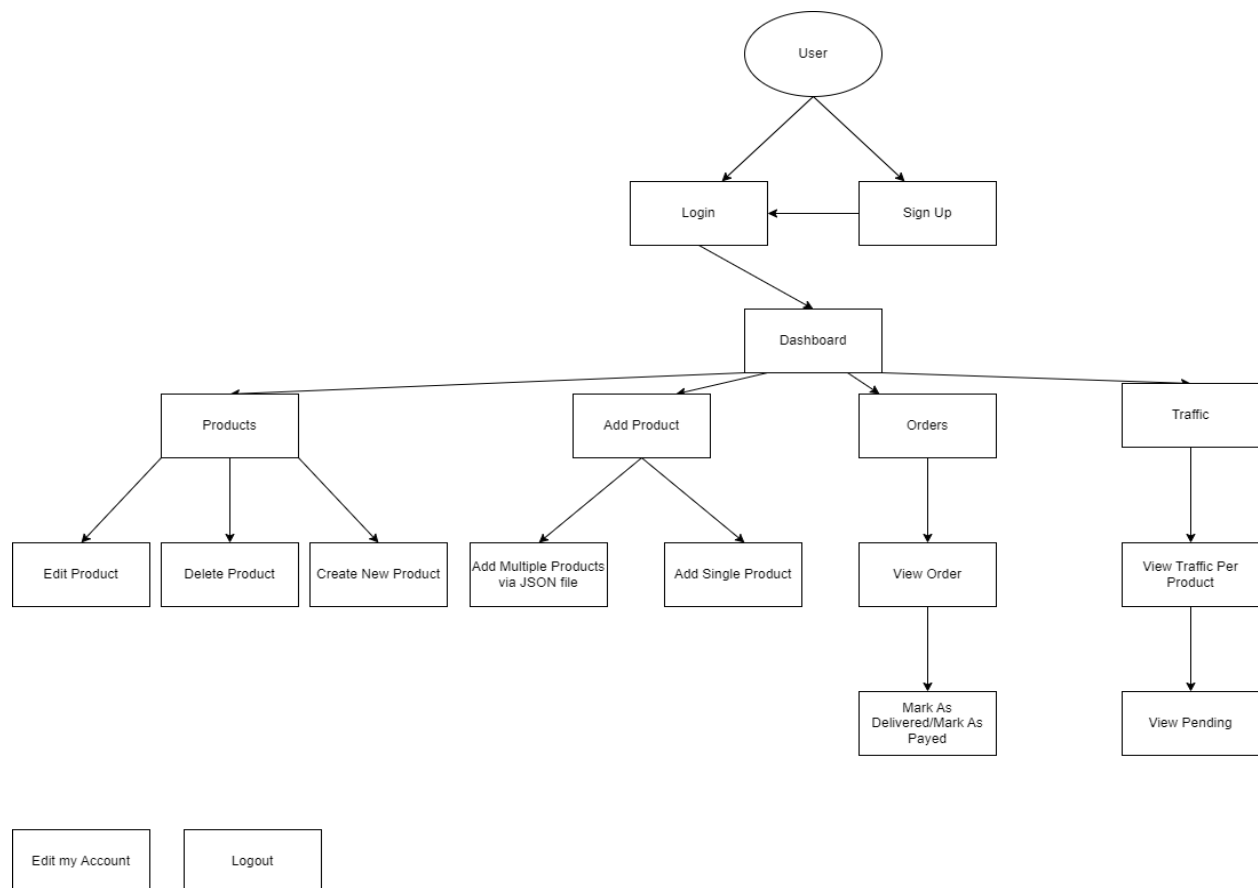 User
Login
Sign Up
Dashboard
Products
Add Product
Orders
Traffic
Edit Product
Delete Product
Create New Product
Add Multiple Products
via JSON file
Add Single Product
View Order
View Traffic Per
Product
Mark As
Delivered/Mark As
Payed
View Pending
Edit my Account
Logout